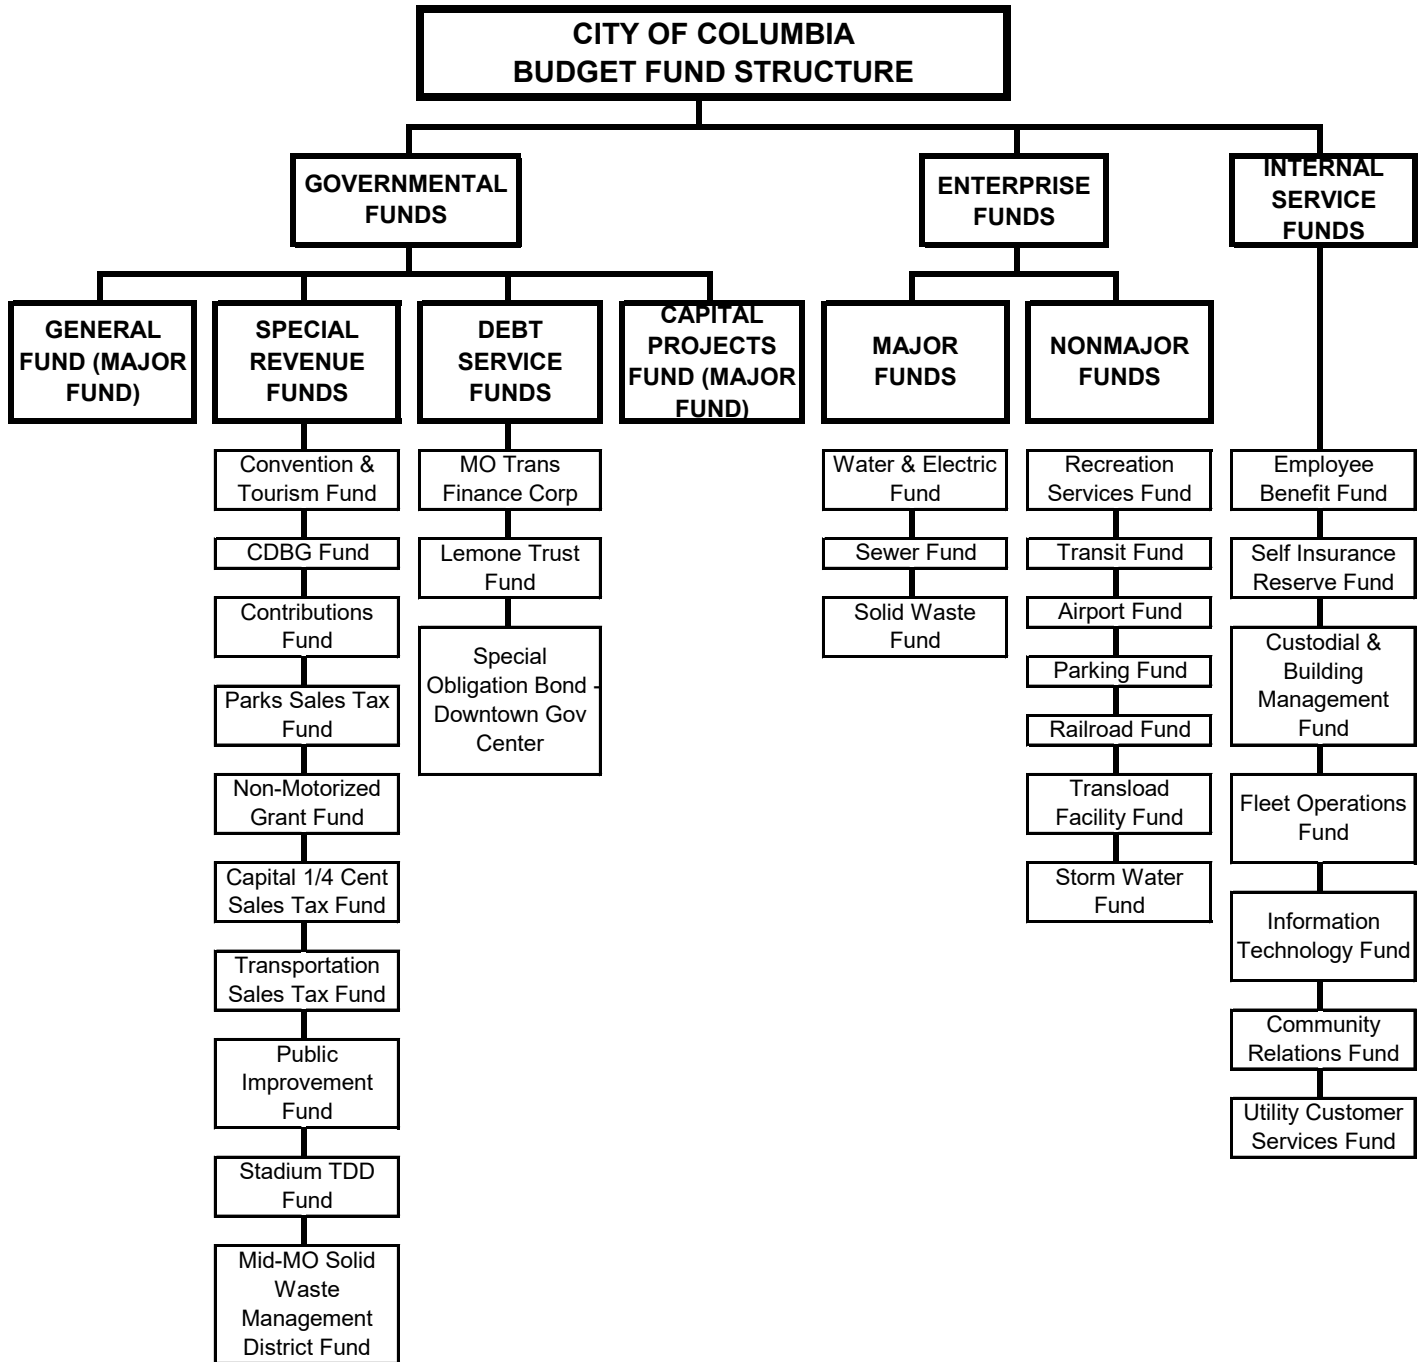 CITY OF COLUMBIA
BUDGET FUND STRUCTURE
GOVERNMENTAL
FUNDS
ENTERPRISE
FUNDS
INTERNAL
SERVICE
FUNDS
GENERAL
FUND (MAJOR
FUND)
SPECIAL
REVENUE
FUNDS
DEBT
SERVICE
FUNDS
CAPITAL
PROJECTS
FUND (MAJOR
FUND)
MAJOR
FUNDS
NONMAJOR
FUNDS
Convention &
Tourism Fund
CDBG Fund
Contributions
Fund
Parks Sales Tax
Fund
Non-Motorized
Grant Fund
Capital 1/4 Cent
Sales Tax Fund
Transportation
Sales Tax Fund
Public
Improvement
Fund
Stadium TDD
Fund
Mid-MO Solid
Waste
Management
District Fund
MO Trans
Finance Corp
Lemone Trust
Fund
Special
Obligation Bond -
Downtown Gov
Center
Water & Electric
Fund
Sewer Fund
Solid Waste
Fund
Recreation
Services Fund
Transit Fund
Airport Fund
Parking Fund
Railroad Fund
Transload
Facility Fund
Storm Water
Fund
Employee
Benefit Fund
Self Insurance
Reserve Fund
Custodial &
Building
Management
Fund
Fleet Operations
Fund
Information
Technology Fund
Community
Relations Fund
Utility Customer
Services Fund